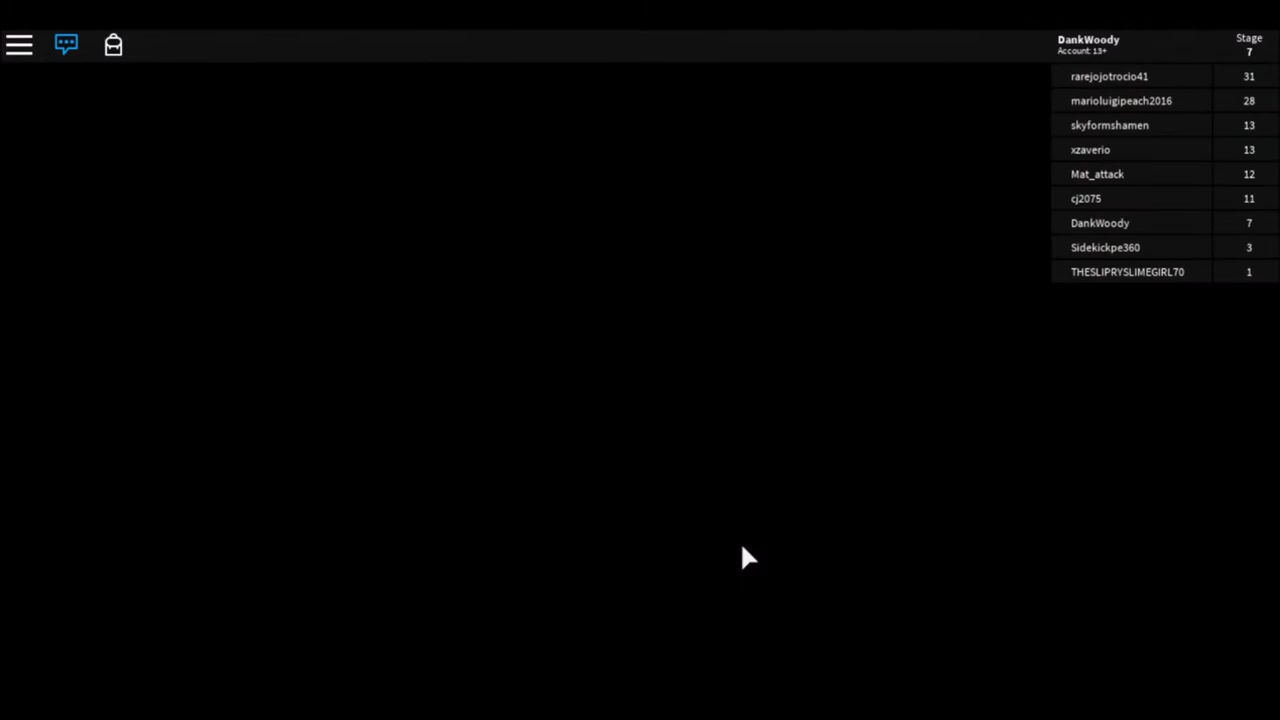 DankWoody Stage
Account: 13+ 7
rarejojotrocio41 31
marioluigipeach2016 28
skyformshamen 13
xzaverio 13
Mat_attack 12
cj2075 11
DankWoody 7
Sidekickpe360 3
THESLIPRYSLIMEGIRL70 1